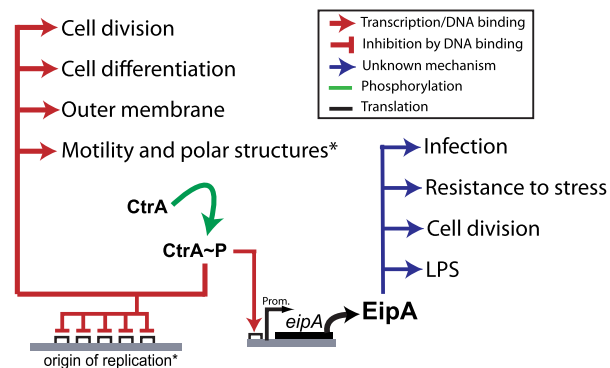 Cell division
Cell differentiation
Outer membrane
Motility and polar structures*
Transcription/DNA binding
Inhibition by DNA binding
Unknown mechanism
Phosphorylation
Translation
Infection
Resistance to stress
Cell division
LPS
CtrA
CtrA~P
Prom.
eipA
EipA
origin of replication*